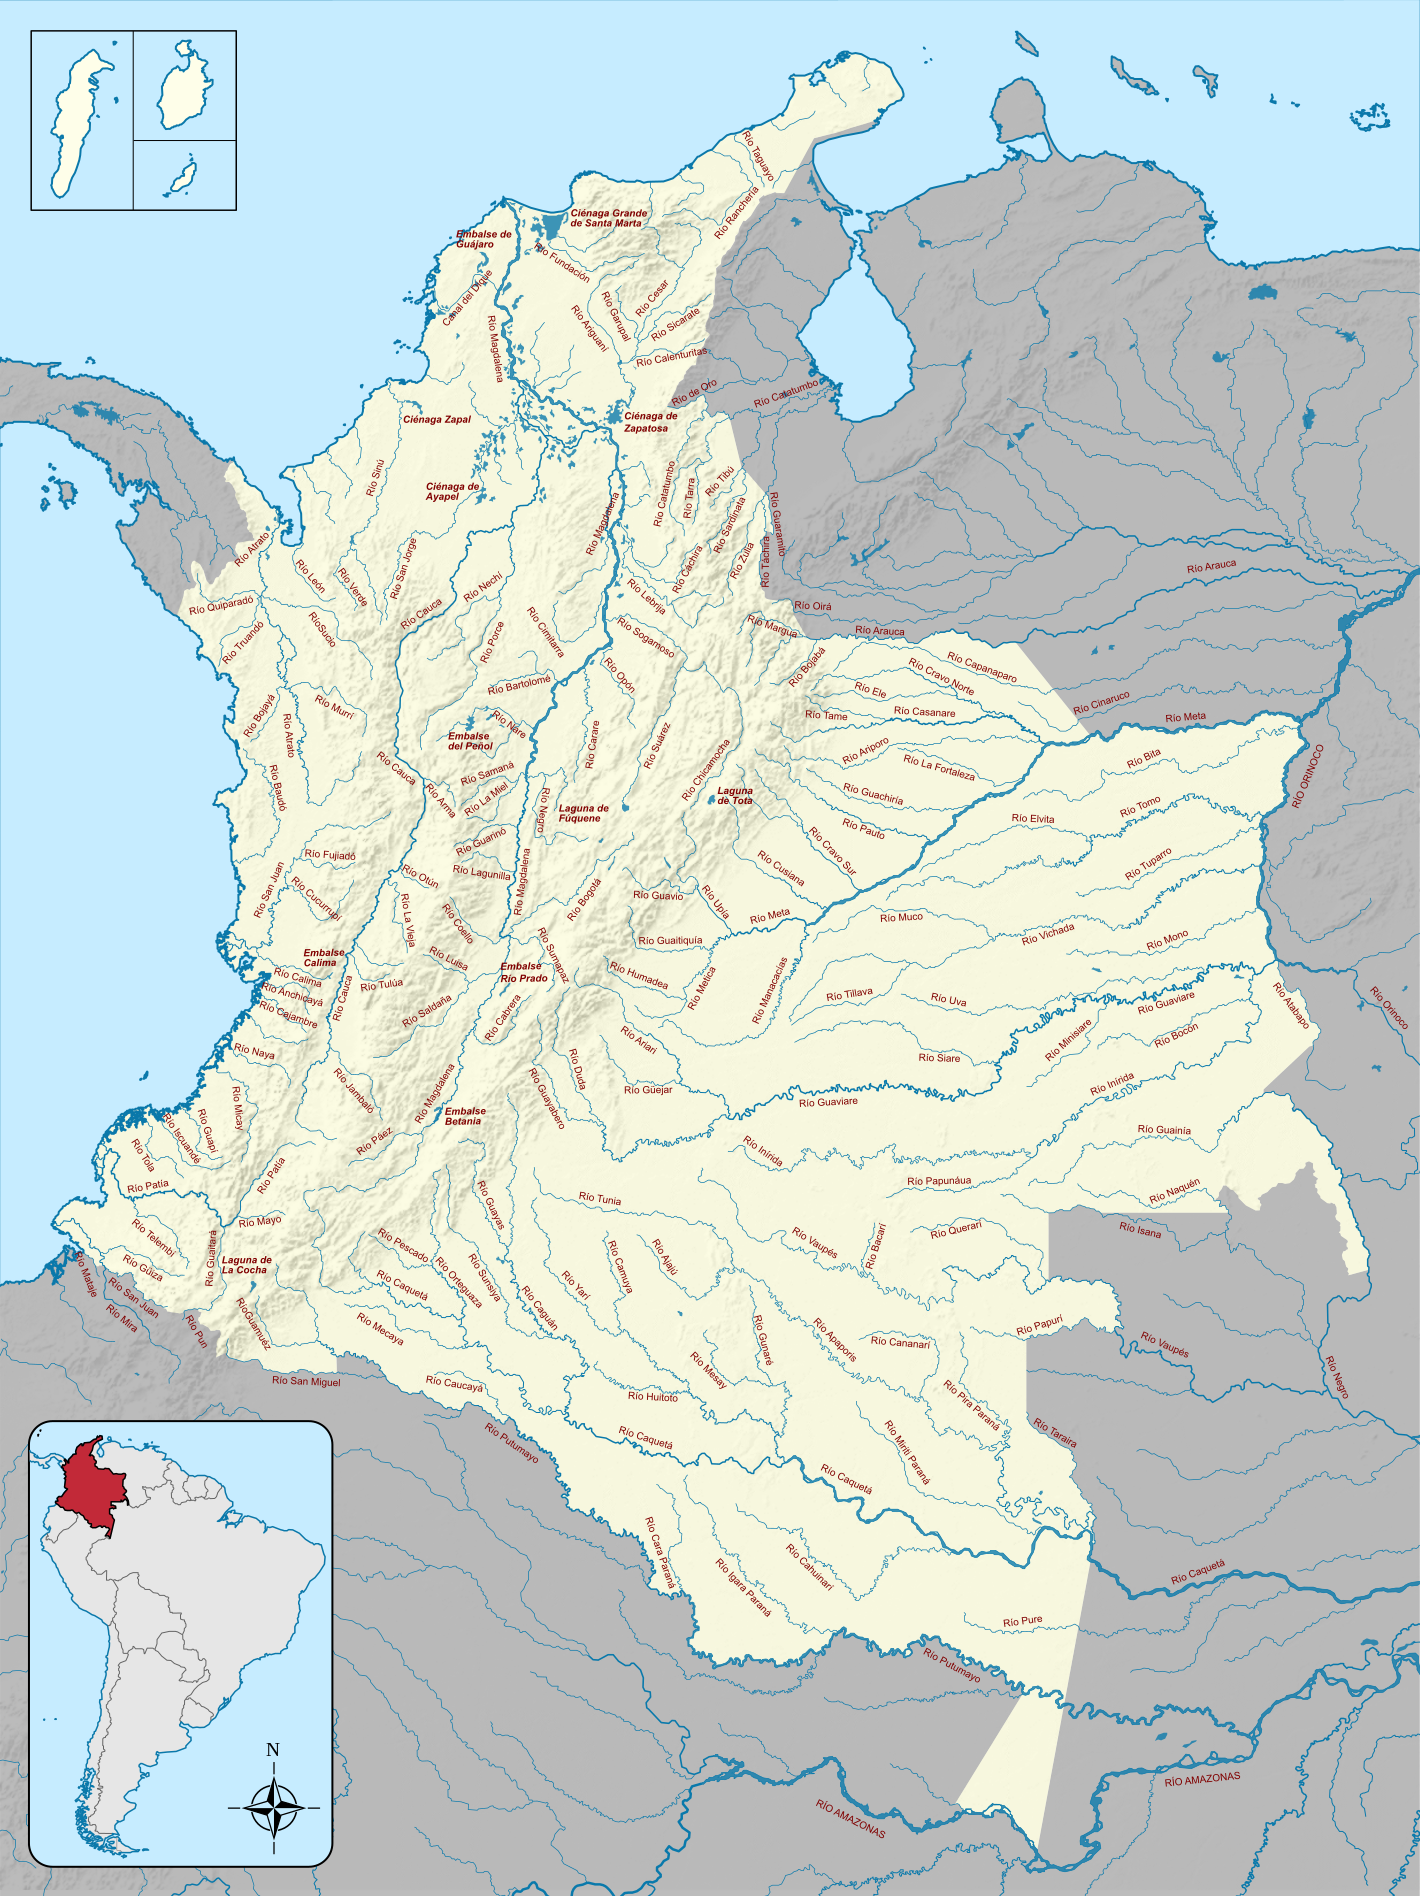 Río Taguayo
Río Ranchería
Ciénaga Grande
de Santa Marta
Embalse de
Guájaro
Río Fundación
Canal del Dique
Río Cesar
Río Garupal
Río Ariguaní
Río Sicarate
Río Magdalena
Río Calenturitas
Río de Oro
Río Catatumbo
Ciénaga Zapal
Ciénaga de
Zapatosa
Río Sinú
Ciénaga de
Ayapel
Río Catatumbo
Río Tarra
Río Tibú
Río Sardinata
Río Guaramito
Río Magdalena
Río Atrato
Río León
Río Verde
Río San Jorge
Río Cáchira
Río Zulia
Río Táchira
Río Arauca
Río Quiparadó
Río Cauca
Río Nechí
Río Lebrija
Río Oirá
RíoSucio
Río Truandó
Río Porce
Río Cimitarra
Río Sogamoso
Río Margua
Río Arauca
Río Bojabá
Río Capanaparo
Río Cravo Norte
Río Opón
Río Bartolomé
Río Ele
Río Cinaruco
Río Bojayá
Río Murrí
Río Atrato
Río Nare
Río Tame
Río Casanare
Río Meta
Embalse
del Peñol
Río Carare
Río Suárez
Río Chicamocha
Río Ariporo
Río La Fortaleza
Río Bita
RÍO ORINOCO
Río Baudó
Río Cauca
Río Samaná
Río Arma
Río La Miel
Río Negro
Laguna de
Fúquene
Laguna
de Tota
Río Guachiría
Río Tomo
Río Elvita
Río Pauto
Río Guarinó
Río Cravo Sur
Río Fujiadó
Río San Juan
Río Cucurrupí
Río Otún
Río Lagunilla
Río Magdalena
Río Bogotá
Río Guavio
Río Cusiana
Río Tuparro
Río La Vieja
Río Coello
Río Upía
Río Meta
Río Muco
Río Vichada
Río Mono
Embalse
Calima
Río Luisa
Río Sumapaz
Río Guaitiquía
Embalse
Río Prado
Río Calima
Río Anchicayá
Río Cajambre
Río Cauca
Río Tulúa
Río Saldaña
Río Cabrera
Río Humadea
Río Metica
Río Manacacías
Río Tillava
Río Uva
Río Guaviare
Río Atabapo
Río Orinoco
Río Naya
Río Ariari
Río Siare
Río Minisiare
Río Bocón
Río Jambaló
Río Duda
Río Güejar
Río Guayabero
Río Guaviare
Río Inírida
Río Magdalena
Embalse
Betania
Río Micay
Río Guapí
Río Iscuandé
Río Tola
Río Páez
Río Inírida
Río Guainía
Río Patía
Río Patía
Río Papunáua
Río Naquén
Río Mayo
Río Guayas
Río Tunia
Río Telembí
Río Güiza
Río Guaitará
Laguna de
La Cocha
Río Pescado
Río Caquetá
Río Orteguaza
Río Sunsiya
Río Caguán
Río Yarí
Río Camuya
Río Ajajú
Río Vaupés
Río Bacarí
Río Querarí
Río Isana
Río Mataje
Río San Juan
Río Mira
Río Pun
RíoGuamuéz
Río Mecaya
Río Gunaré
Río Apaporis
Río Cananarí
Río Papurí
Río Vaupés
Río Negro
Río San Miguel
Río Caucayá
Río Mesay
Río Huitoto
Río Pira Paraná
Río Taraira
Río Putumayo
Río Caquetá
Río Caquetá
Río Miriti Paraná
Río Cara Paraná
Río Igara Paraná
Río Cahuinarí
Río Caquetá
Río Pure
Río Putumayo
RÍO AMAZONAS
RÍO AMAZONAS
N